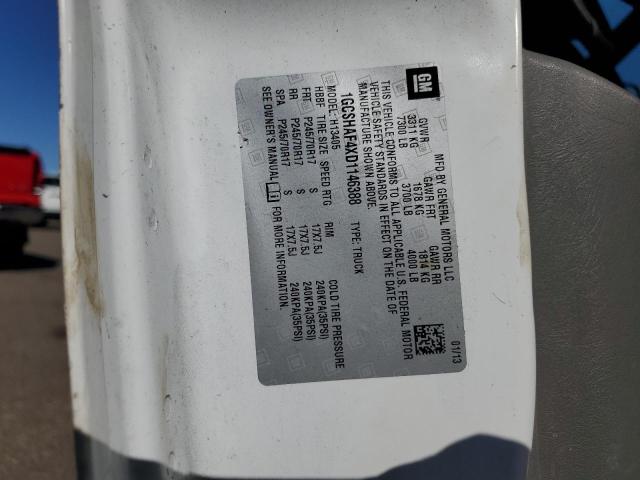 GM
MFD BY GENERAL MOTORS LLC
01/13
GVWR GAWR FRT GAWR RR
3311 KG 1678 KG 1814 KG
7300 LB 3700 LB 4000 LB
THIS VEHICLE CONFORMS TO ALL APPLICABLE U.S. FEDERAL MOTOR
VEHICLE SAFETY STANDARDS IN EFFECT ON THE DATE OF
MANUFACTURE SHOWN ABOVE.
1GCSHAF4XD1146388 TYPE: TRUCK
MODEL: H13405
HBBF TIRE SIZE SPEED RTG RIM COLD TIRE PRESSURE
FRT P245/70R17 S 17X7.5J 240KPA(35PSI)
RR P245/70R17 S 17X7.5J 240KPA(35PSI)
SPA P245/70R17 S 17X7.5J 240KPA(35PSI)
SEE OWNER'S MANUAL FOR MORE INFORMATION.